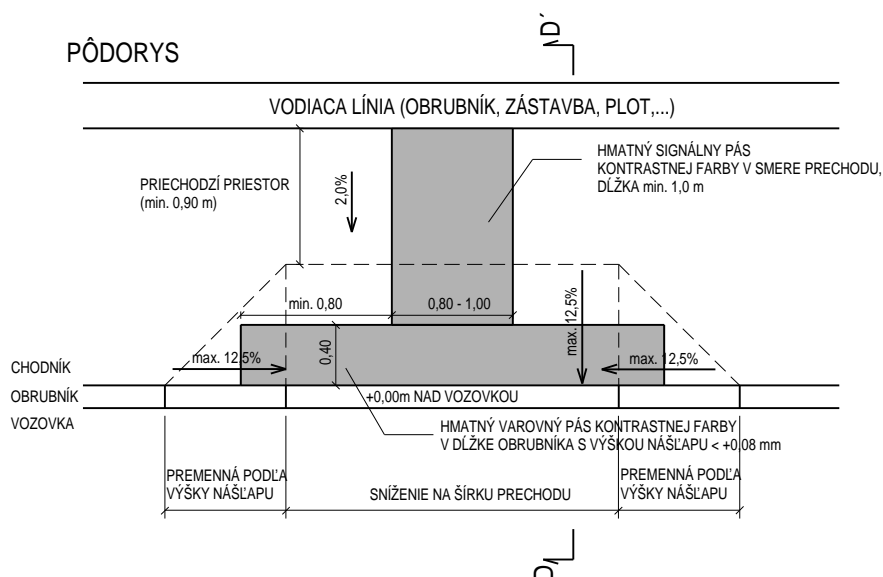 D'
PÔDORYS
VODIACA LÍNIA (OBRUBNÍK, ZÁSTAVBA, PLOT,...)
HMATNÝ SIGNÁLNY PÁS
KONTRASTNEJ FARBY V SMERE PRECHODU,
DĹŽKA min. 1,0 m
PRIECHODZÍ PRIESTOR
(min. 0,90 m)
2,0%
min. 0,80
0,80 - 1,00
max. 12,5%
0,40
CHODNÍK
max. 12,5%
max. 12,5%
OBRUBNÍK
+0,00m NAD VOZOVKOU
VOZOVKA
HMATNÝ VAROVNÝ PÁS KONTRASTNEJ FARBY
V DĹŽKE OBRUBNÍKA S VÝŠKOU NÁŠĽAPU < +0,08 mm
PREMENNÁ PODĽA
VÝŠKY NÁŠĽAPU
SNÍŽENIE NA ŠÍRKU PRECHODU
PREMENNÁ PODĽA
VÝŠKY NÁŠĽAPU